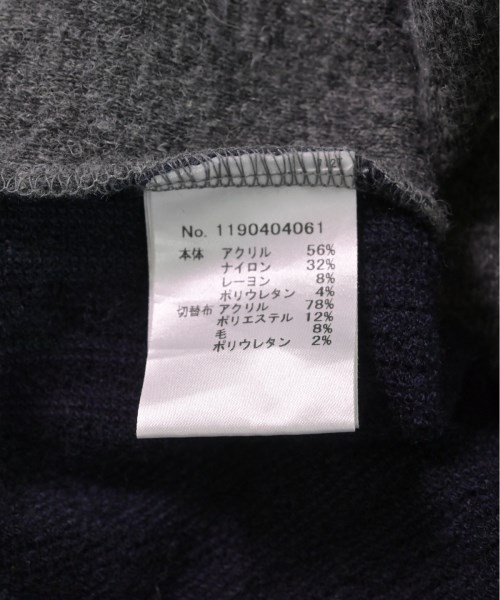 No. 1190404061
本体 アクリル 56%
ナイロン 32%
レーヨン 8%
ポリウレタン 4%
切替布 アクリル 78%
ポリエステル 12%
毛 8%
ポリウレタン 2%